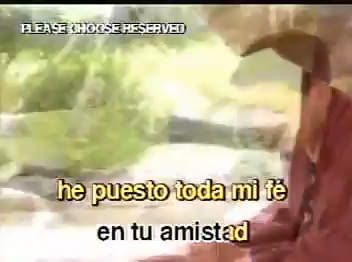 PLEASE CHOOSE RESERVED
he puesto toda mi fé
en tu amistad